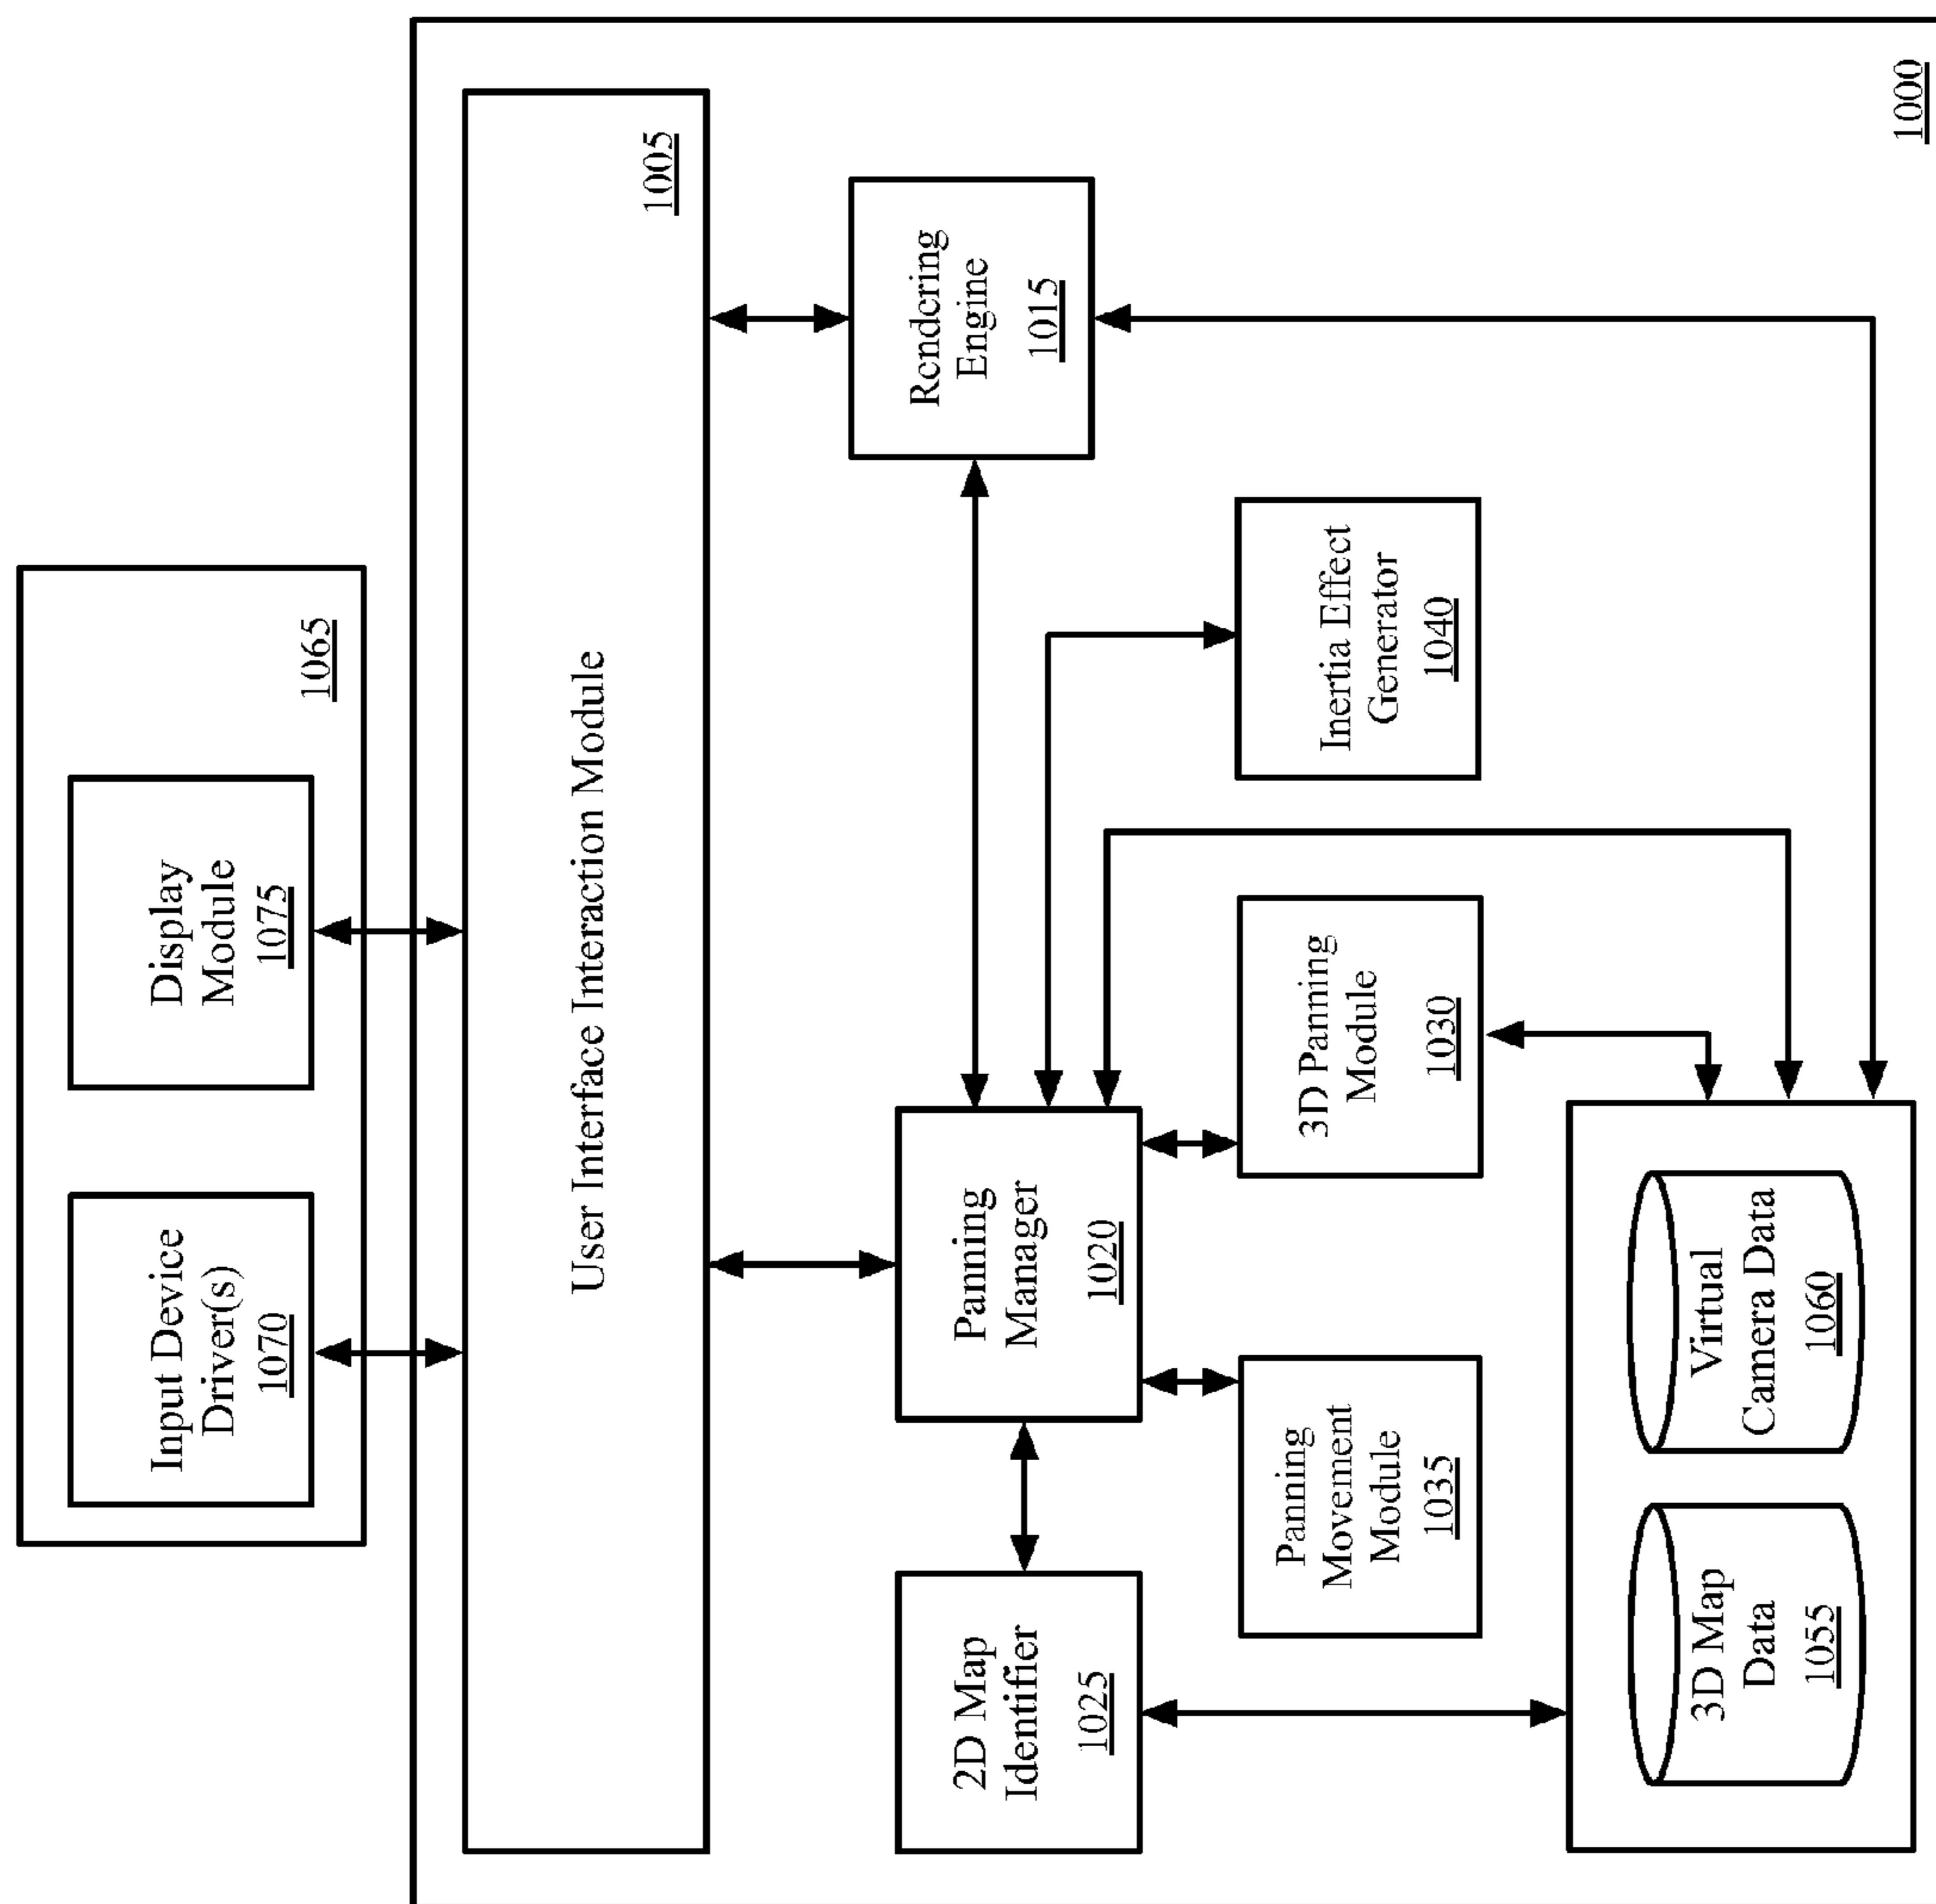 Input Device
Driver(s)
1070
Display
Module
1075
1065
User Interface Interaction Module
1005
2D Map
Identifier
1025
Panning
Manager
1020
Rendering
Engine
1015
Panning
Movement
Module
1035
3D Panning
Module
1030
Inertia Effect
Generator
1040
3D Map
Data
1055
Virtual
Camera Data
1060
1000